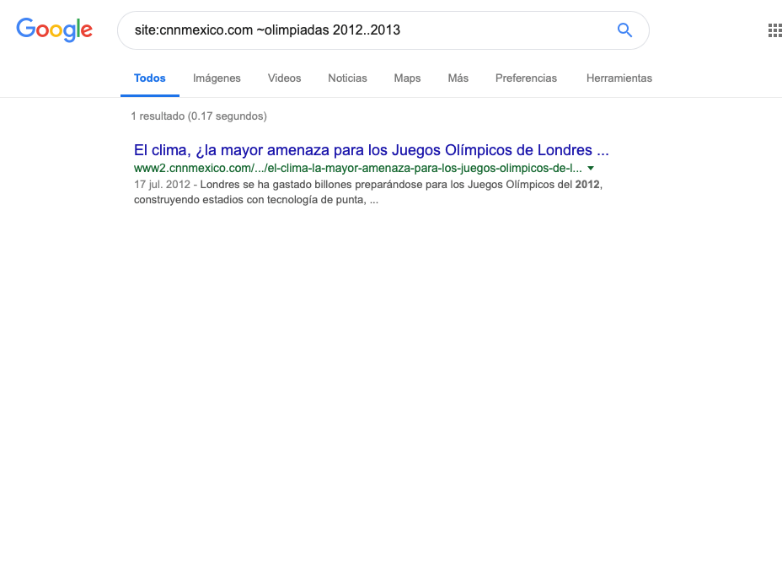 Google
site:cnnmexico.com ~olimpiadas 2012..2013
Todos Imágenes Videos Noticias Maps Más Preferencias Herramientas
1 resultado (0.17 segundos)
El clima, ¿la mayor amenaza para los Juegos Olímpicos de Londres ...
www2.cnnmexico.com/.../el-clima-la-mayor-amenaza-para-los-juegos-olimpicos-de-l...
17 jul. 2012 - Londres se ha gastado billones preparándose para los Juegos Olímpicos del 2012,
construyendo estadios con tecnología de punta, ...